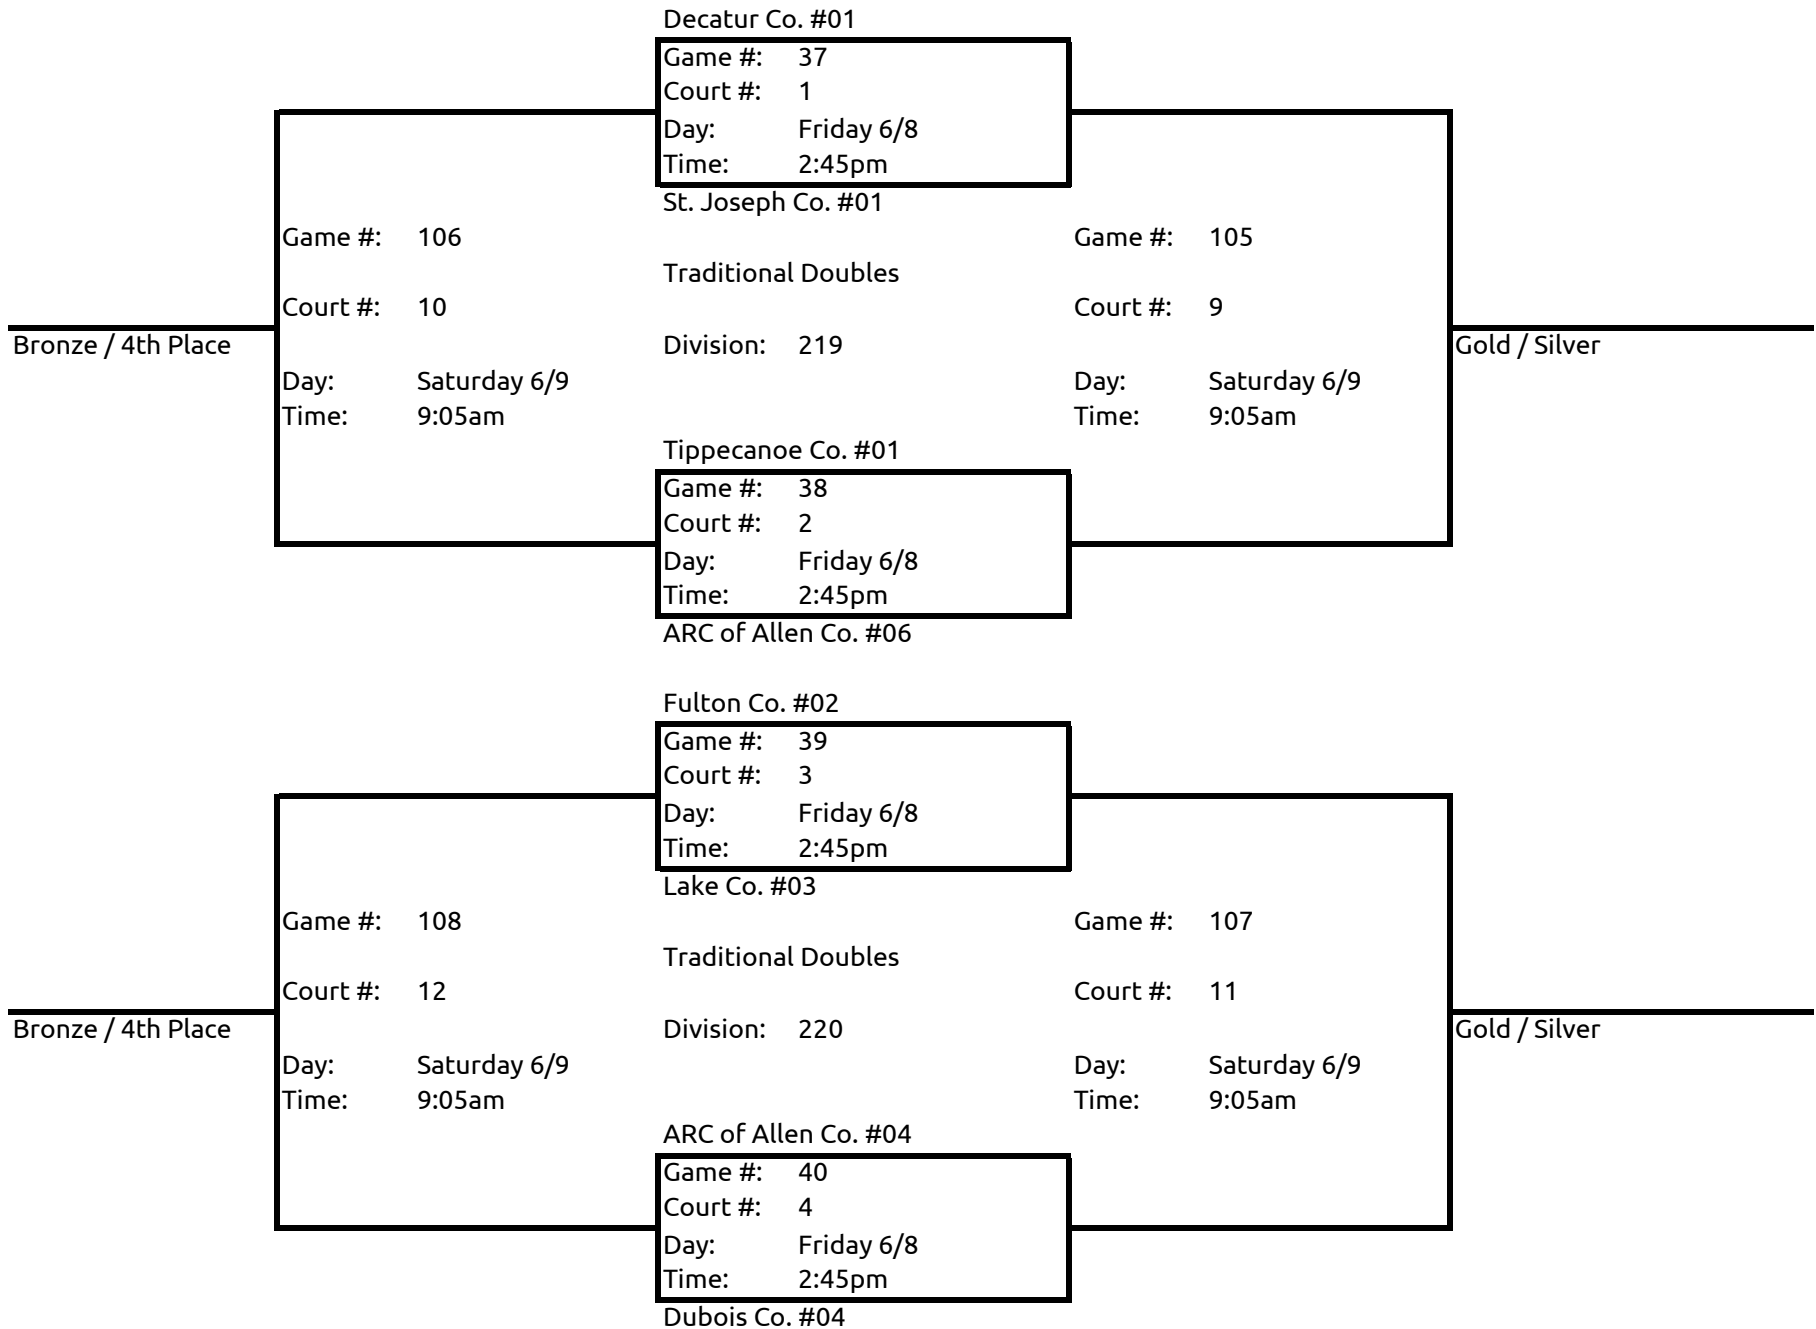 Decatur Co. #01
Game #: 37
Court #: 1
Day: Friday 6/8
Time: 2:45pm
St. Joseph Co. #01
Game #: 106
Game #: 105
Traditional Doubles
Court #: 10
Court #: 9
Bronze / 4th Place
Division: 219
Gold / Silver
Day: Saturday 6/9
Day: Saturday 6/9
Time: 9:05am
Time: 9:05am
Tippecanoe Co. #01
Game #: 38
Court #: 2
Day: Friday 6/8
Time: 2:45pm
ARC of Allen Co. #06
Fulton Co. #02
Game #: 39
Court #: 3
Day: Friday 6/8
Time: 2:45pm
Lake Co. #03
Game #: 108
Game #: 107
Traditional Doubles
Court #: 12
Court #: 11
Bronze / 4th Place
Division: 220
Gold / Silver
Day: Saturday 6/9
Day: Saturday 6/9
Time: 9:05am
Time: 9:05am
ARC of Allen Co. #04
Game #: 40
Court #: 4
Day: Friday 6/8
Time: 2:45pm
Dubois Co. #04